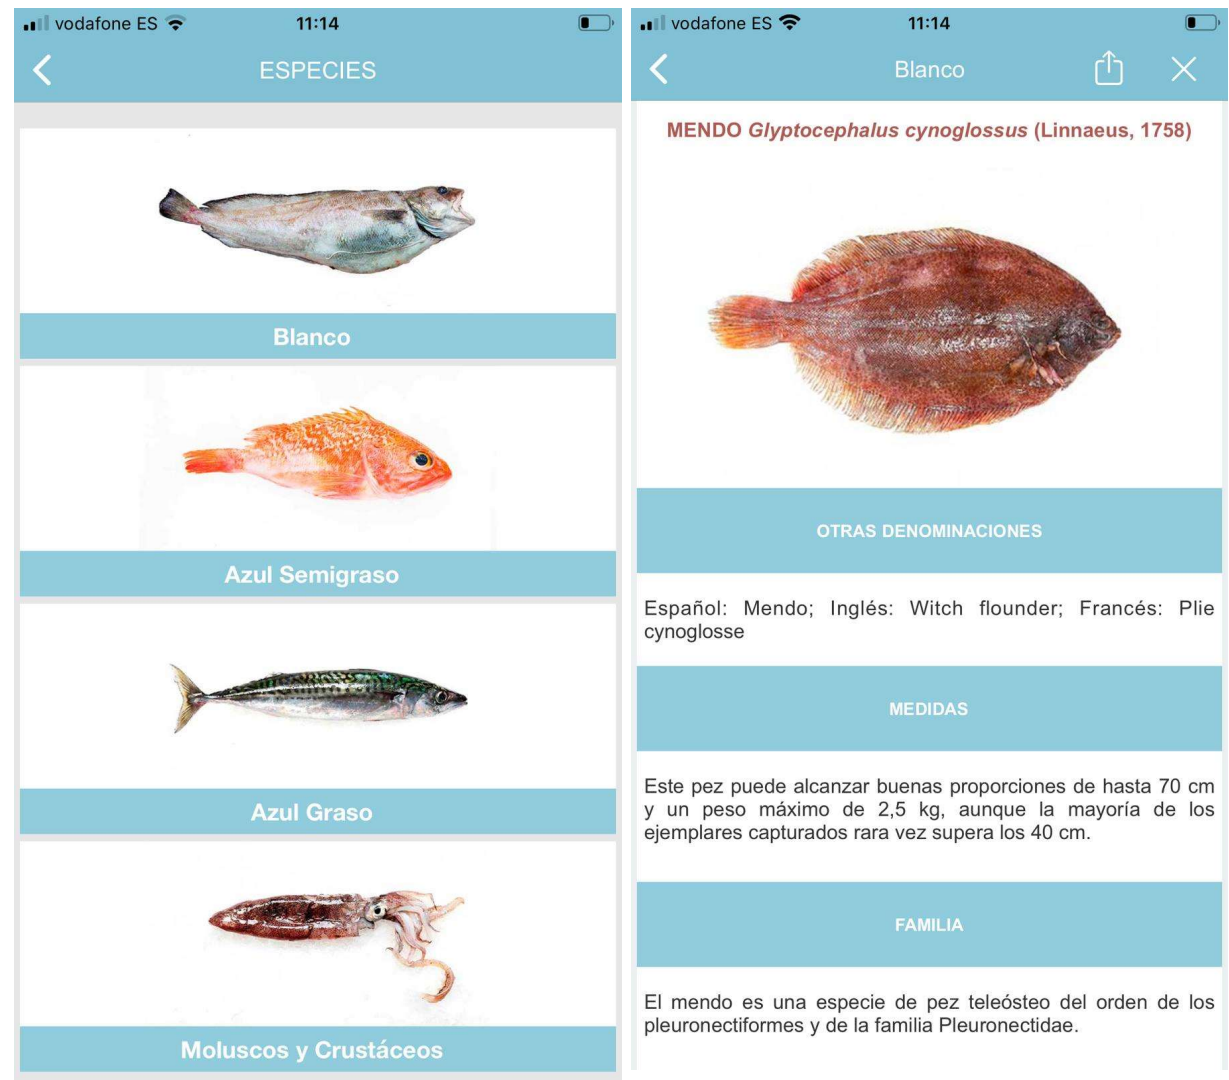 vodafone ES
11:14
ESPECIES
Blanco
Azul Semigraso
Azul Graso
Moluscos y Crustáceos
vodafone ES
11:14
Blanco
MENDO Glyptocephalus cynoglossus (Linnaeus, 1758)
OTRAS DENOMINACIONES
Español: Mendo; Inglés: Witch flounder; Francés: Plie
cynoglosse
MEDIDAS
Este pez puede alcanzar buenas proporciones de hasta 70 cm
y un peso máximo de 2,5 kg, aunque la mayoría de los
ejemplares capturados rara vez supera los 40 cm.
FAMILIA
El mendo es una especie de pez teleósteo del orden de los
pleuronectiformes y de la familia Pleuronectidae.